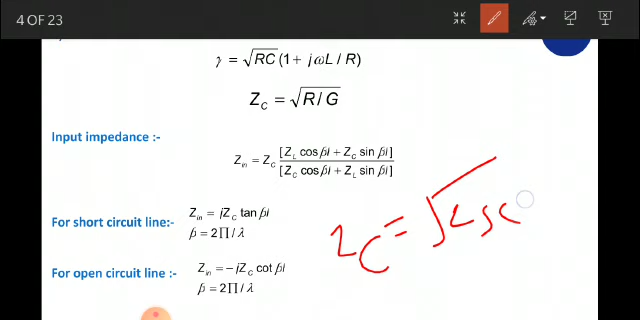 4 OF 23
γ = √RC (1 + jωL / R)
Z_C = √R / G
Input impedance :-
Z_in = Z_C [Z_L cos βl + Z_C sin βl] / [Z_C cos βl + Z_L sin βl]
For short circuit line:- Z_in = jZ_C tan βl
β = 2∏ / λ
For open circuit line :- Z_in = −jZ_C cot βl
β = 2∏ / λ
Z_C = √Z_SC